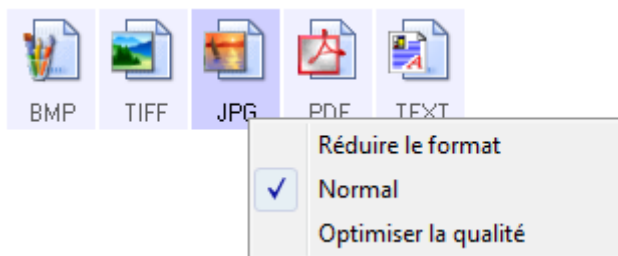 BMP TIFF JPG PDF TEXT
Réduire le format
Normal
Optimiser la qualité